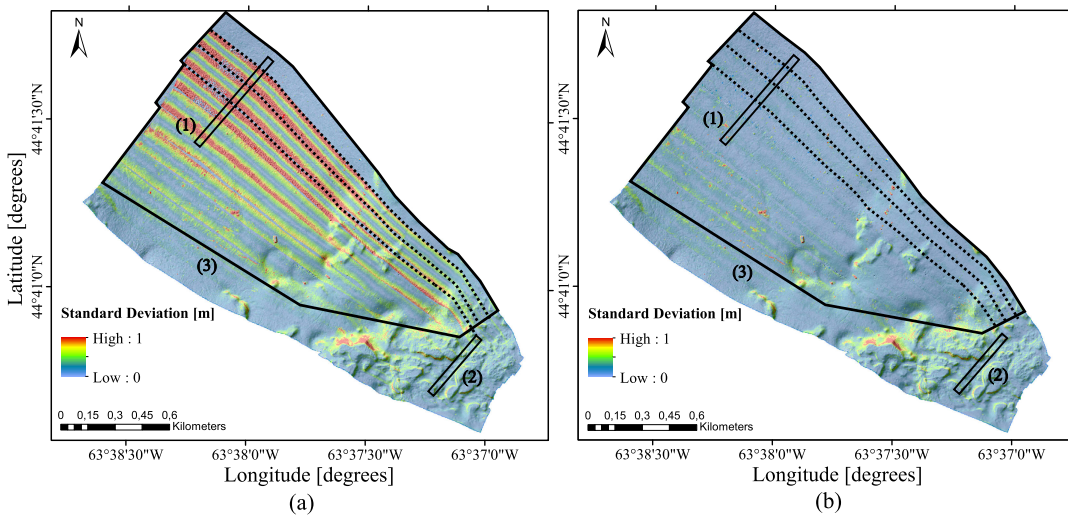 N
44°41'30"N
44°41'0"N
Latitude [degrees]
(1)
(3)
(2)
Standard Deviation [m]
High : 1
Low : 0
0 0,15 0,3 0,45 0,6
Kilometers
63°38'30"W 63°38'0"W 63°37'30"W 63°37'0"W
Longitude [degrees]
(a)
N
44°41'30"N
44°41'0"N
(1)
(3)
(2)
Standard Deviation [m]
High : 1
Low : 0
0 0,15 0,3 0,45 0,6
Kilometers
63°38'30"W 63°38'0"W 63°37'30"W 63°37'0"W
Longitude [degrees]
(b)